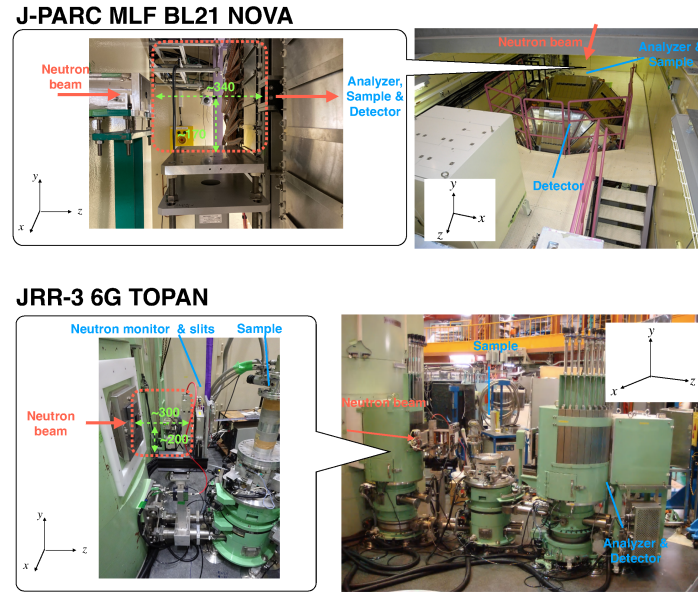 J-PARC MLF BL21 NOVA
Neutron
beam
~340
~170
Analyzer,
Sample &
Detector
y
x
z
Neutron beam
Analyzer &
Sample
Detector
y
x
z
JRR-3 6G TOPAN
Neutron monitor & slits
Sample
Neutron
beam
~300
~200
y
x
z
Sample
Neutron beam
Analyzer &
Detector
y
x
z